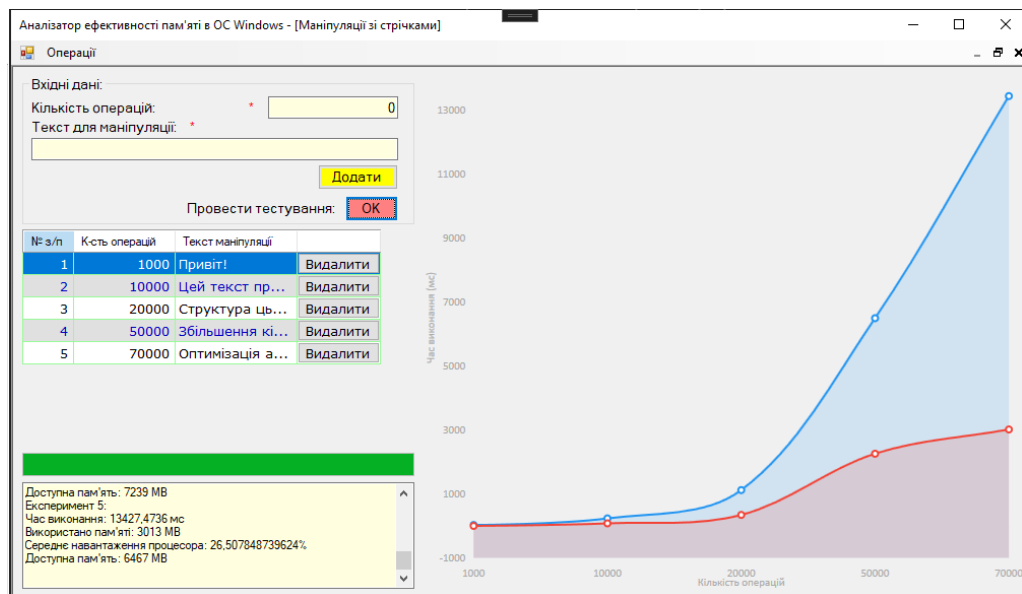 Аналізатор ефективності пам'яті в ОС Windows - [Маніпуляції зі стрічками]
Операції
Вхідні дані:
Кількість операцій: * 0
Текст для маніпуляції: *
Додати
Провести тестування: OK
№ з/п К-сть операцій Текст маніпуляції
1 1000 Привіт! Видалити
2 10000 Цей текст пр... Видалити
3 20000 Структура ць... Видалити
4 50000 Збільшення кі... Видалити
5 70000 Оптимізація а... Видалити
Доступна пам'ять: 7239 MB
Експеримент 5:
Час виконання: 13427,4736 мс
Використано пам'яті: 3013 MB
Середнє навантаження процесора: 26,507848739624%
Доступна пам'ять: 6467 MB
Час виконання (мс)
13000
11000
9000
7000
5000
3000
1000
-1000
1000 10000 20000 50000 70000
Кількість операцій